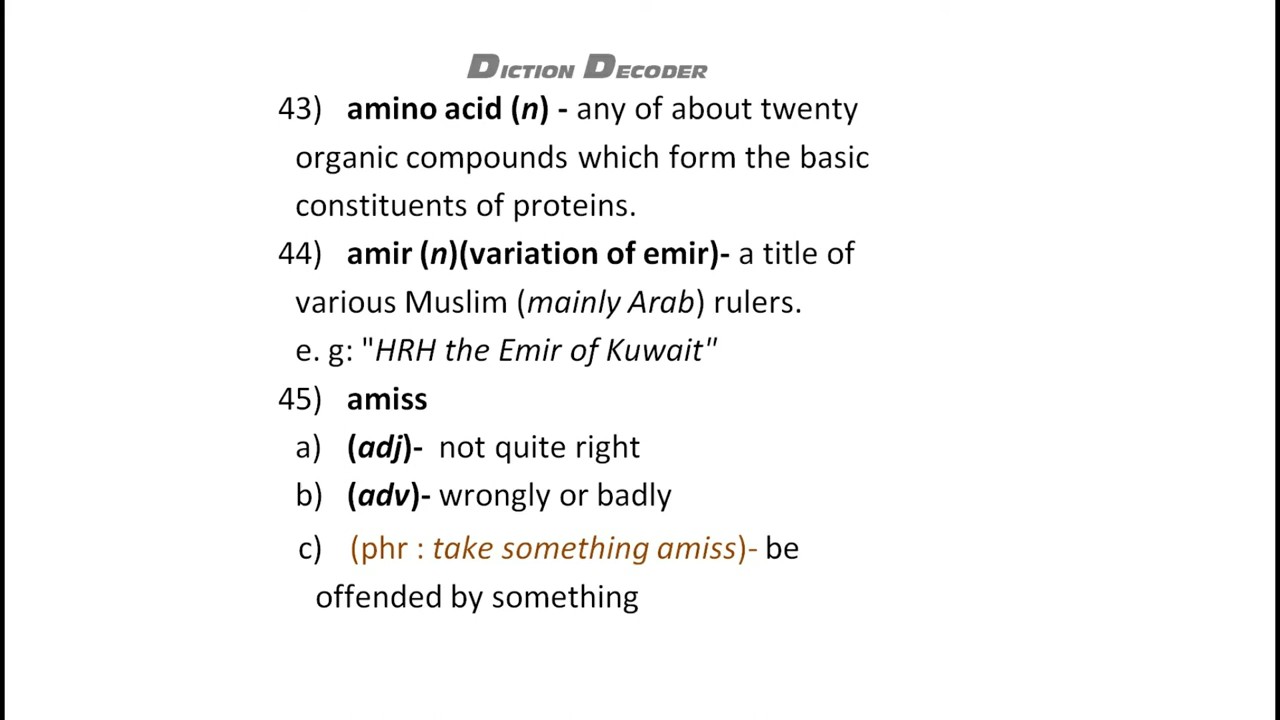 DICTION DECODER
43) amino acid (n) - any of about twenty
organic compounds which form the basic
constituents of proteins.
44) amir (n)(variation of emir)- a title of
various Muslim (mainly Arab) rulers.
e. g: "HRH the Emir of Kuwait"
45) amiss
a) (adj)- not quite right
b) (adv)- wrongly or badly
c) (phr : take something amiss)- be
offended by something